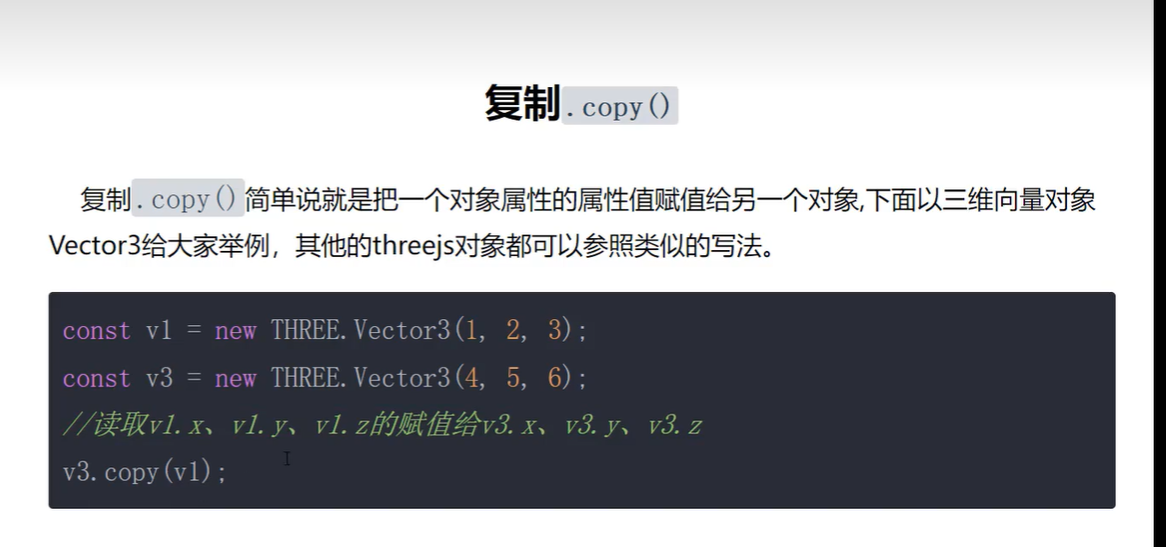 复制.copy()
复制.copy()简单说就是把一个对象属性的属性值赋值给另一个对象,下面以三维向量对象
Vector3给大家举例，其他的threejs对象都可以参照类似的写法。
const v1 = new THREE.Vector3(1, 2, 3);
const v3 = new THREE.Vector3(4, 5, 6);
//读取v1.x、v1.y、v1.z的赋值给v3.x、v3.y、v3.z
v3.copy(v1);